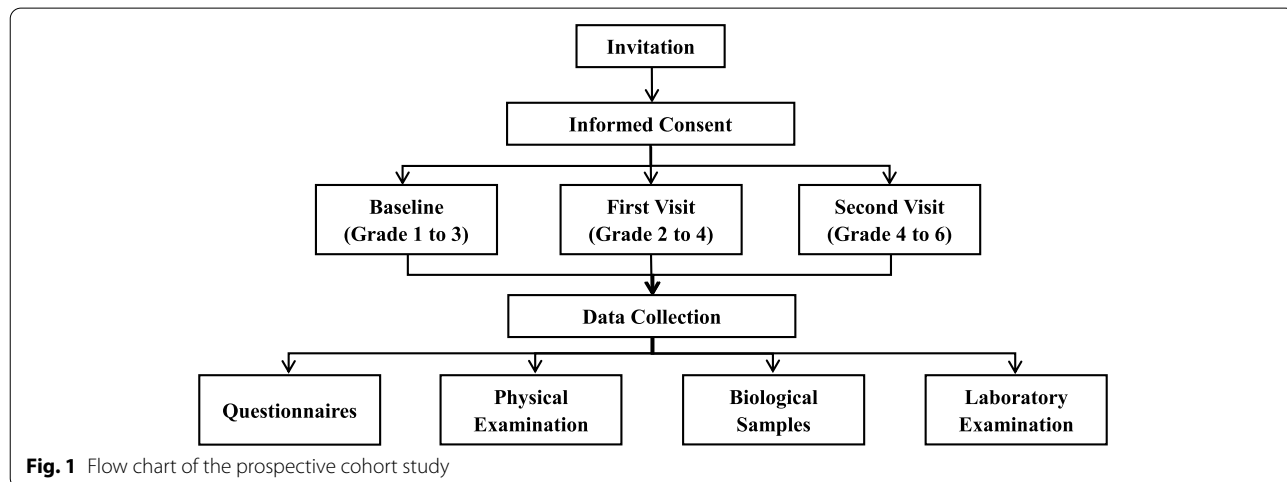 Invitation
Informed Consent
Baseline
(Grade 1 to 3)
First Visit
(Grade 2 to 4)
Second Visit
(Grade 4 to 6)
Data Collection
Questionnaires
Physical
Examination
Biological
Samples
Laboratory
Examination
Fig. 1 Flow chart of the prospective cohort study